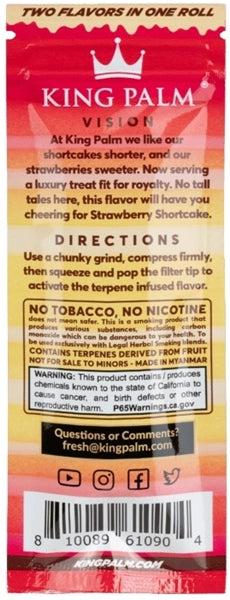 TWO FLAVORS IN ONE ROLL
KING PALM
VISION
At King Palm we like our
shortcakes shorter, and our
strawberries sweeter. Now serving
a luxury treat fit for royalty. No tall
tales here, this flavor will have you
cheering for Strawberry Shortcake.
DIRECTIONS
Use a chunky grind, compress firmly,
then squeeze and pop the filter tip to
activate the terpene infused flavor.
NO TOBACCO, NO NICOTINE
does not mean safer. This is a smoking product that
produces various substances, including carbon
monoxide which can be dangerous to your health. To
be used exclusively with Legal Herbal Smoking blends.
CONTAINS TERPENES DERIVED FROM FRUIT
NOT FOR SALE TO MINORS - MADE IN MYANMAR
WARNING: This product contains / produces
chemicals known to the state of California to
cause cancer, and birth defects or other
reproductive harm. P65Warnings.ca.gov
Questions or Comments?
fresh@kingpalm.com
8 10089 61090 4
KINGPALM.COM